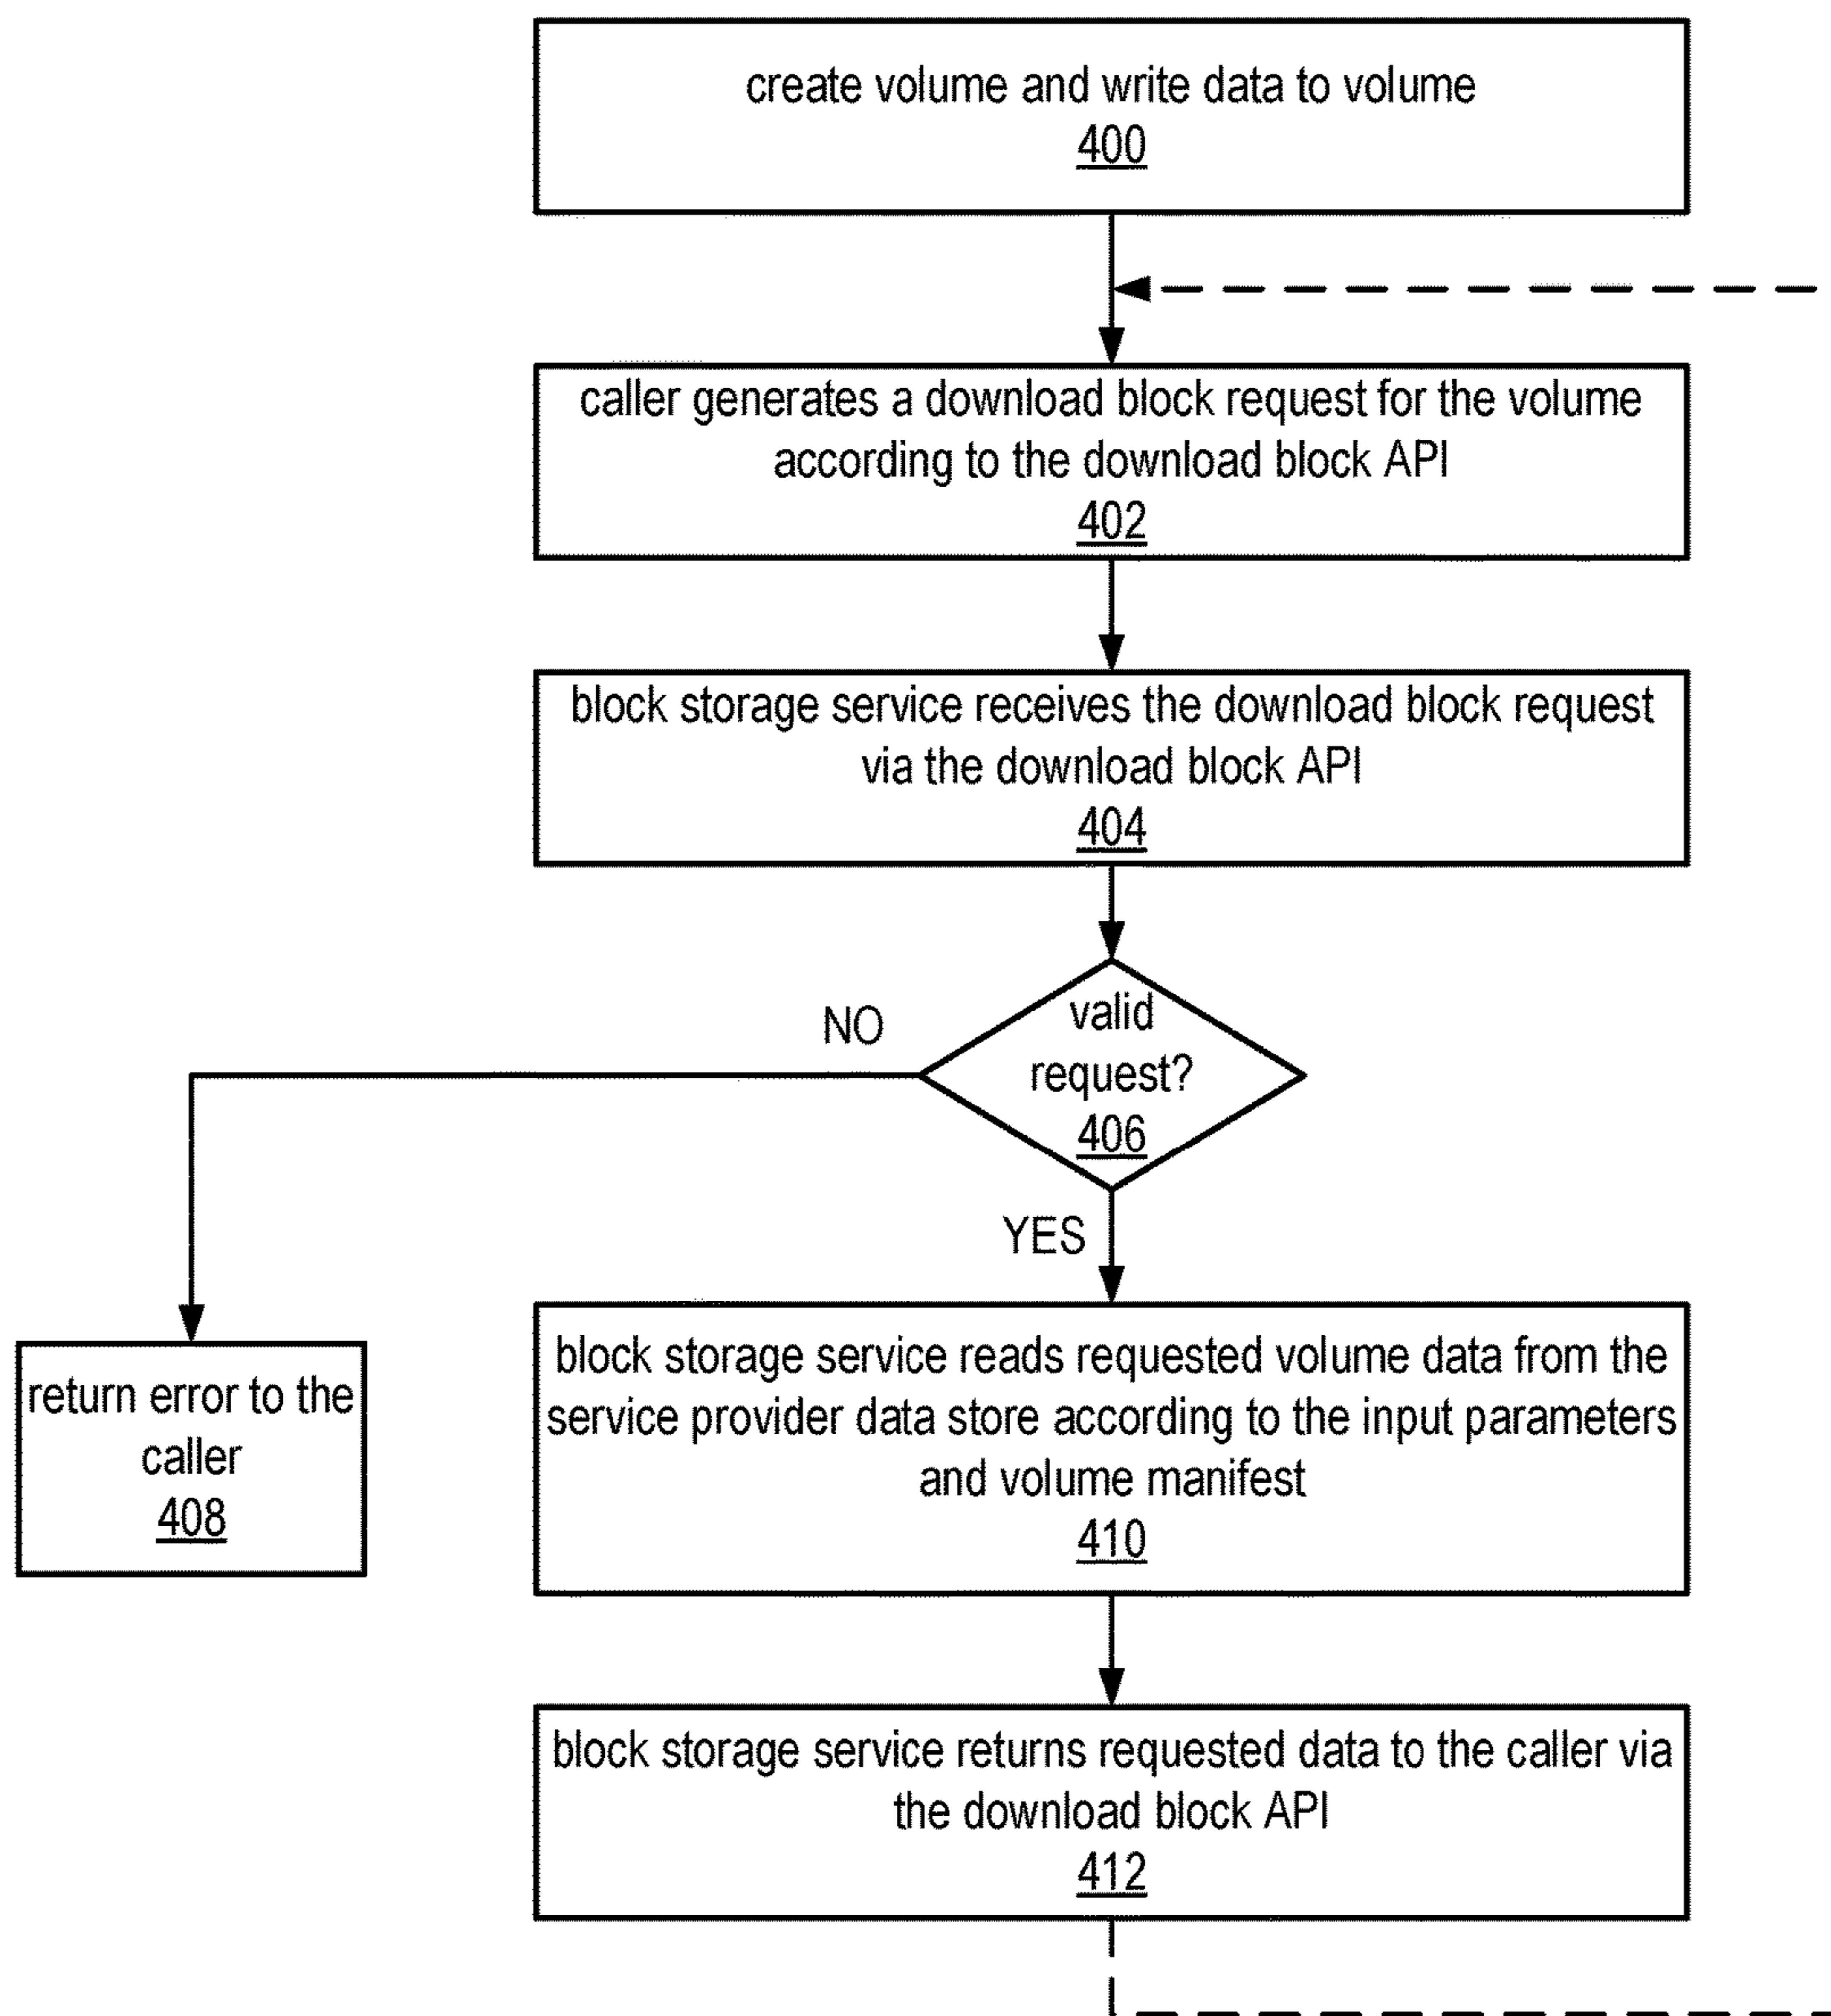 create volume and write data to volume
400
caller generates a download block request for the volume
according to the download block API
402
block storage service receives the download block request
via the download block API
404
valid
request?
406
NO
YES
return error to the
caller
408
block storage service reads requested volume data from the
service provider data store according to the input parameters
and volume manifest
410
block storage service returns requested data to the caller via
the download block API
412